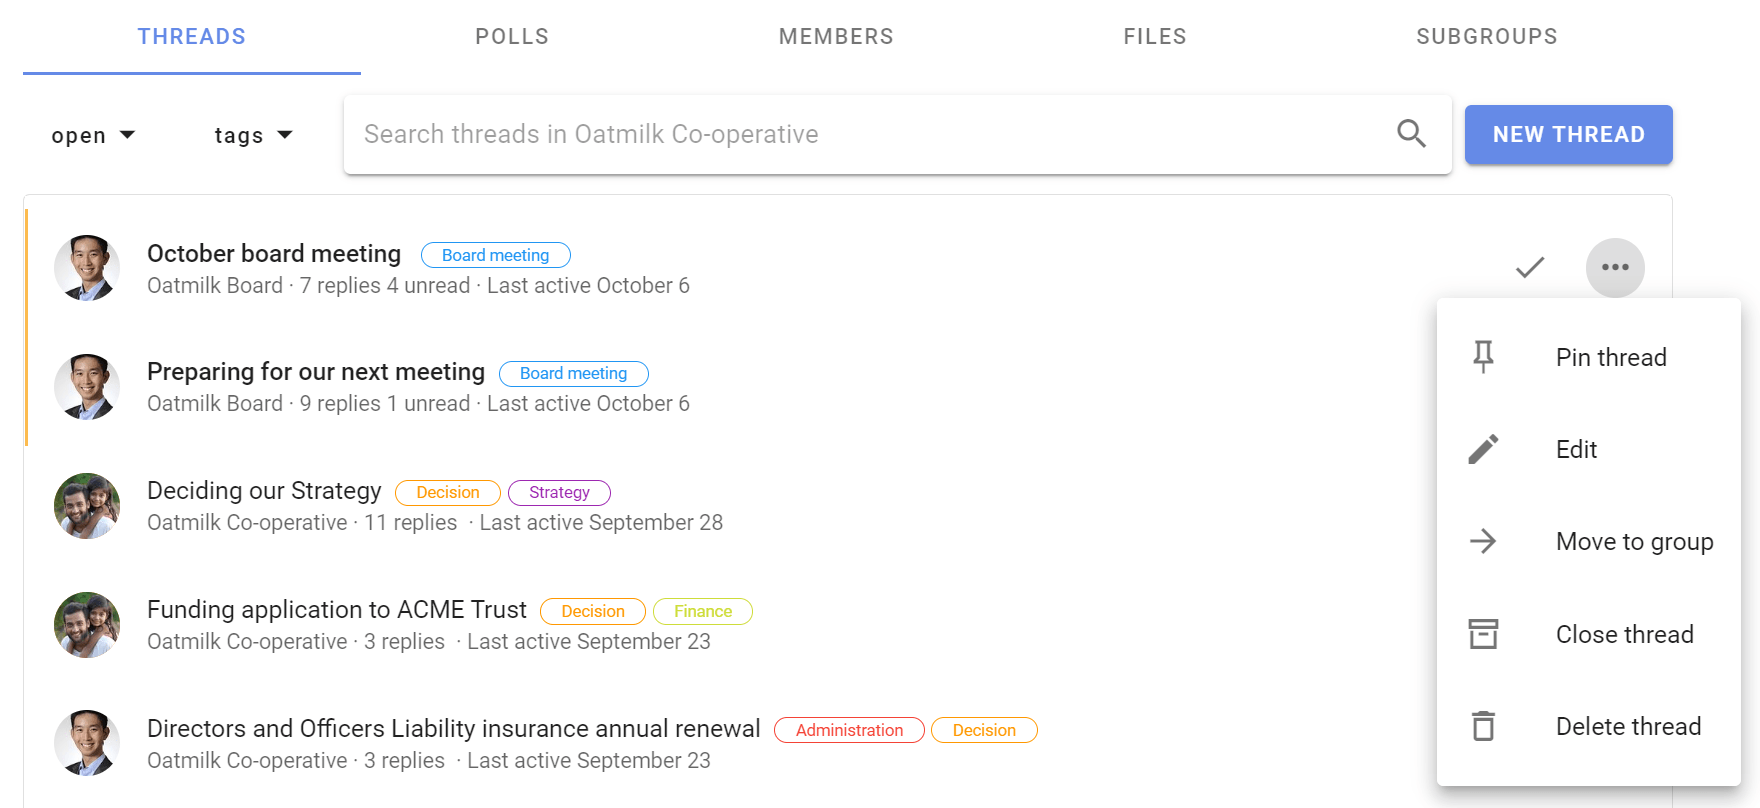 THREADS POLLS MEMBERS FILES SUBGROUPS
open tags Search threads in Oatmilk Co-operative NEW THREAD
October board meeting Board meeting
Oatmilk Board · 7 replies 4 unread · Last active October 6
Preparing for our next meeting Board meeting
Oatmilk Board · 9 replies 1 unread · Last active October 6
Deciding our Strategy Decision Strategy
Oatmilk Co-operative · 11 replies · Last active September 28
Funding application to ACME Trust Decision Finance
Oatmilk Co-operative · 3 replies · Last active September 23
Directors and Officers Liability insurance annual renewal Administration Decision
Oatmilk Co-operative · 3 replies · Last active September 23
Pin thread
Edit
Move to group
Close thread
Delete thread